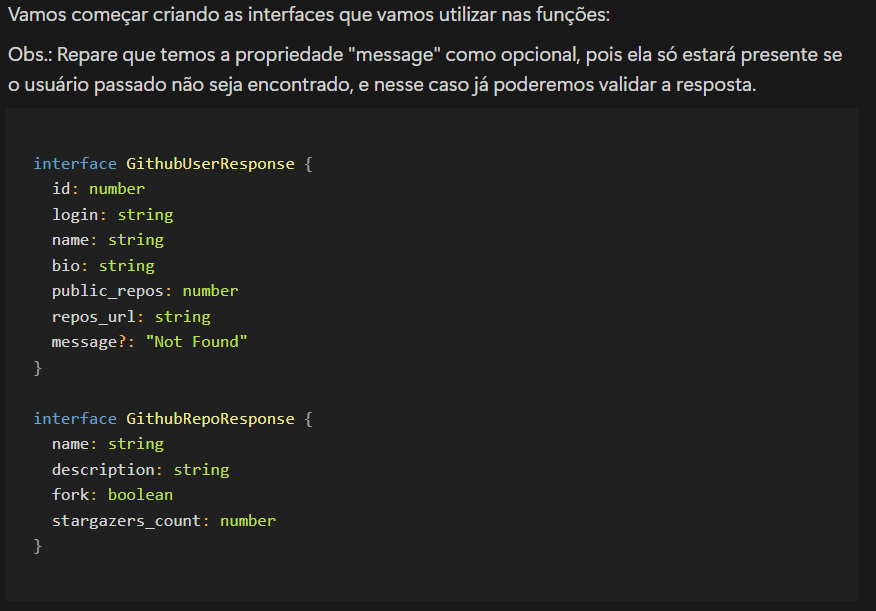 Vamos começar criando as interfaces que vamos utilizar nas funções:
Obs.: Repare que temos a propriedade "message" como opcional, pois ela só estará presente se
o usuário passado não seja encontrado, e nesse caso já poderemos validar a resposta.
interface GithubUserResponse {
  id: number
  login: string
  name: string
  bio: string
  public_repos: number
  repos_url: string
  message?: "Not Found"
}
interface GithubRepoResponse {
  name: string
  description: string
  fork: boolean
  stargazers_count: number
}